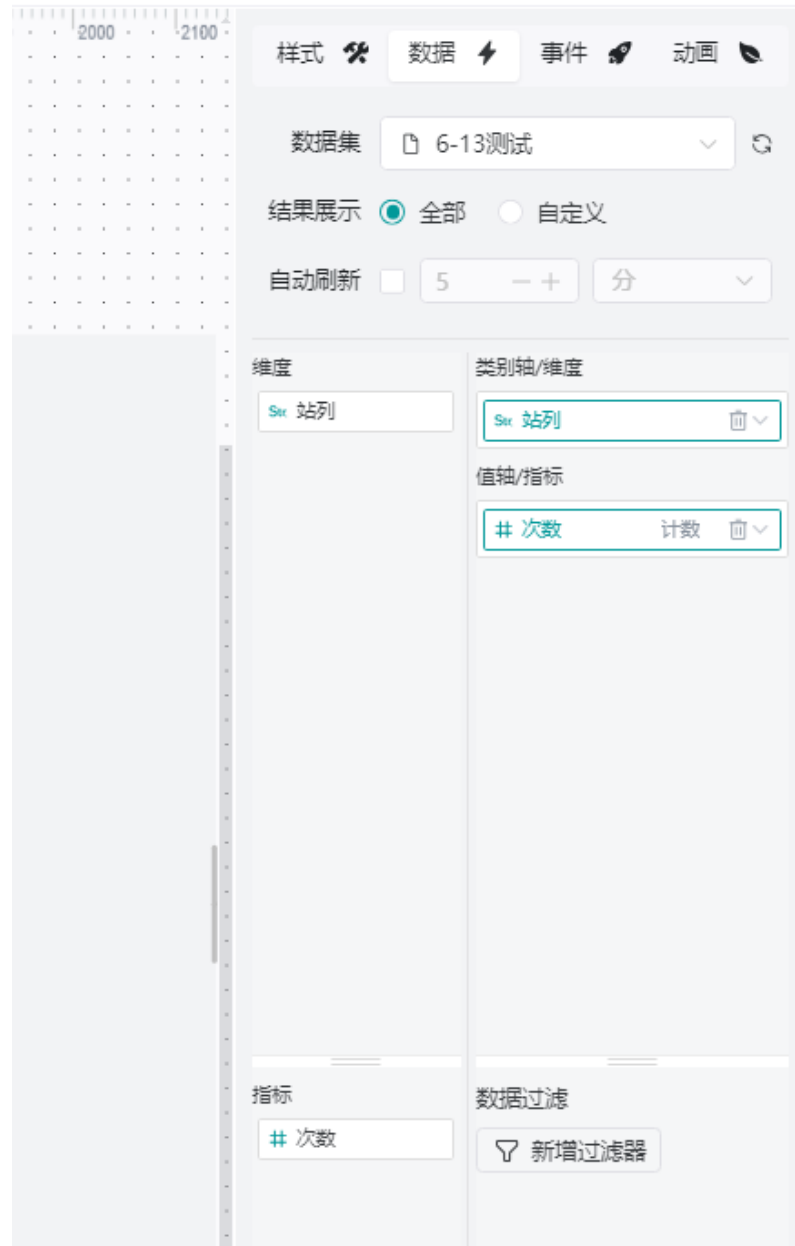 2000 2100
样式 数据 事件 动画
数据集 6-13测试
结果展示 全部 自定义
自动刷新 5 分
维度 类别轴/维度
Str 站列 Str 站列
值轴/指标
# 次数 计数
指标 数据过滤
# 次数 新增过滤器